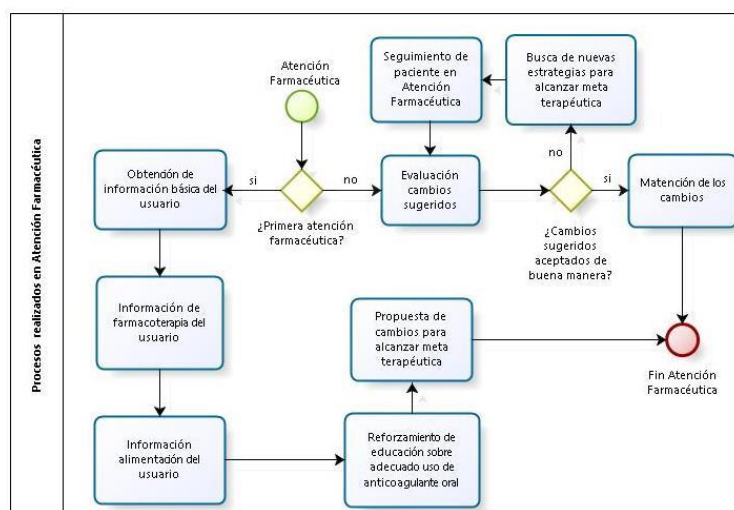 Procesos realizados en Atención Farmacéutica
Atención
Farmacéutica
¿Primera atención
farmacéutica?
si
no
Obtención de
información básica del
usuario
Información de
farmacoterapia del
usuario
Información
alimentación del
usuario
Reforzamiento de
educación sobre
adecuado uso de
anticoagulante oral
Propuesta de
cambios para
alcanzar meta
terapéutica
Seguimiento de
paciente en
Atención
Farmacéutica
Evaluación
cambios
sugeridos
Busca de nuevas
estrategias para
alcanzar meta
terapéutica
no
si
¿Cambios
sugeridos
aceptados de
buena manera?
Matención de los
cambios
Fin Atención
Farmacéutica